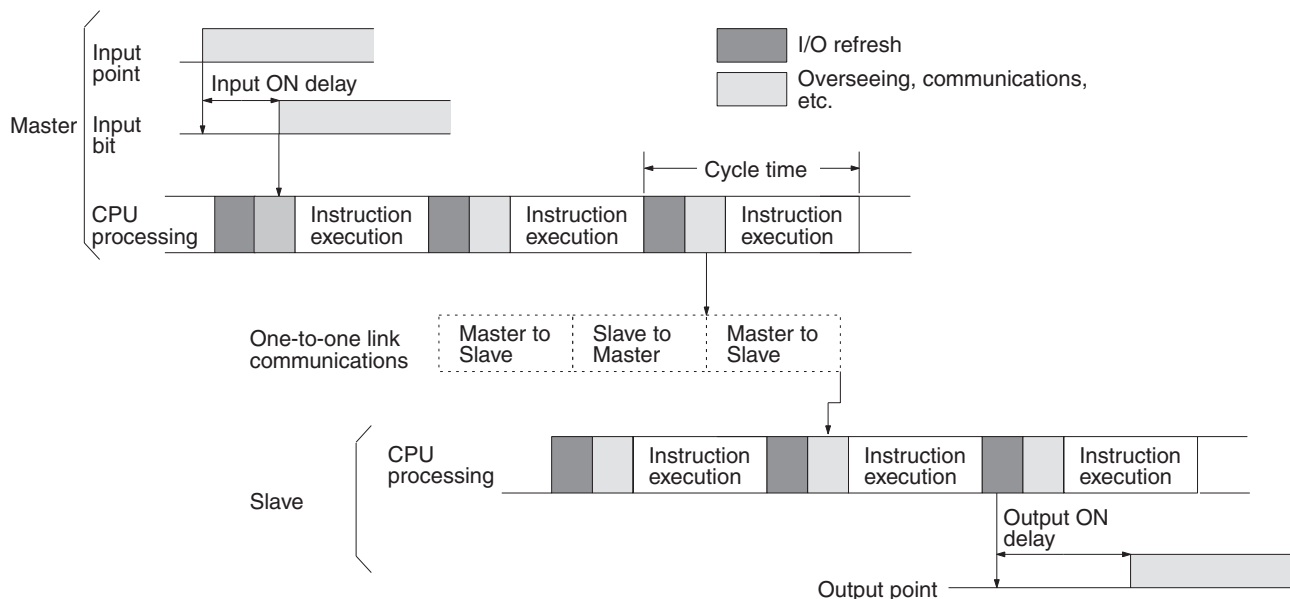 Input
point
I/O refresh
Overseeing, communications,
etc.
Input ON delay
Master
Input
bit
Cycle time
CPU
processing
Instruction
execution
Instruction
execution
Instruction
execution
One-to-one link
communications
Master to
Slave
Slave to
Master
Master to
Slave
CPU
processing
Instruction
execution
Instruction
execution
Instruction
execution
Slave
Output ON
delay
Output point